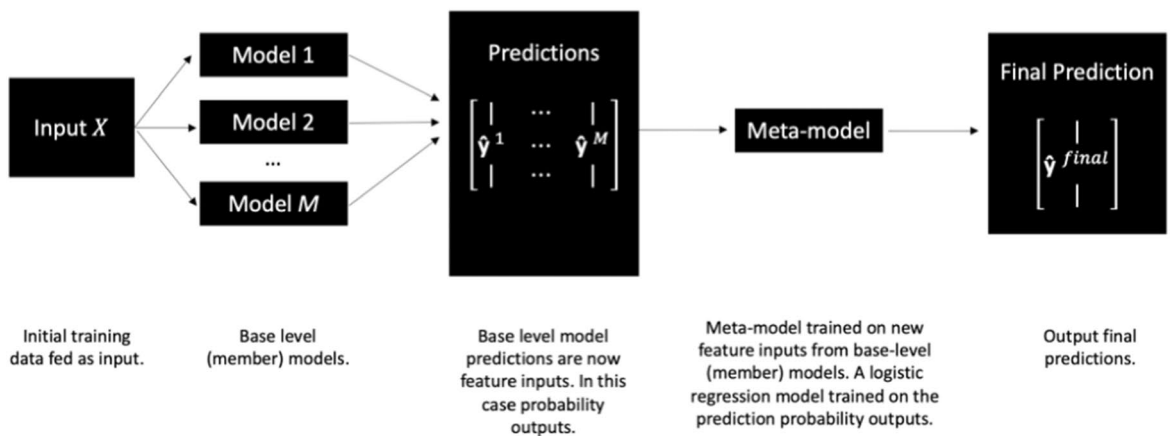 Input X
Model 1
Model 2
...
Model M
Predictions
| ... |
ŷ 1 ... ŷ M
| ... |
Meta-model
Final Prediction
|
ŷ final
|
Initial training
data fed as input.
Base level
(member) models.
Base level model
predictions are now
feature inputs. In this
case probability
outputs.
Meta-model trained on new
feature inputs from base-level
(member) models. A logistic
regression model trained on the
prediction probability outputs.
Output final
predictions.